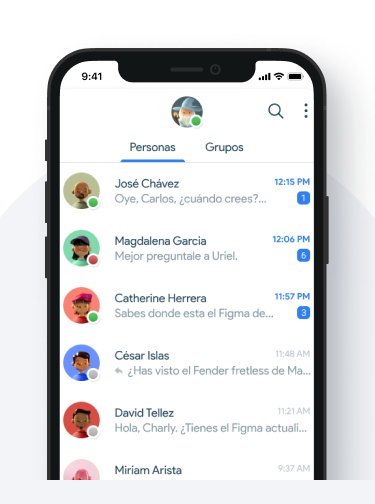 9:41
Personas Grupos
José Chávez 12:15 PM
Oye, Carlos, ¿cuándo crees?... 1
Magdalena Garcia 12:06 PM
Mejor preguntale a Uriel. 6
Catherine Herrera 11:57 PM
Sabes donde esta el Figma de... 3
César Islas 11:48 AM
¿Has visto el Fender fretless de Ma...
David Tellez 11:21 AM
Hola, Charly. ¿Tienes el Figma actuali...
Miriam Arista 9:37 AM